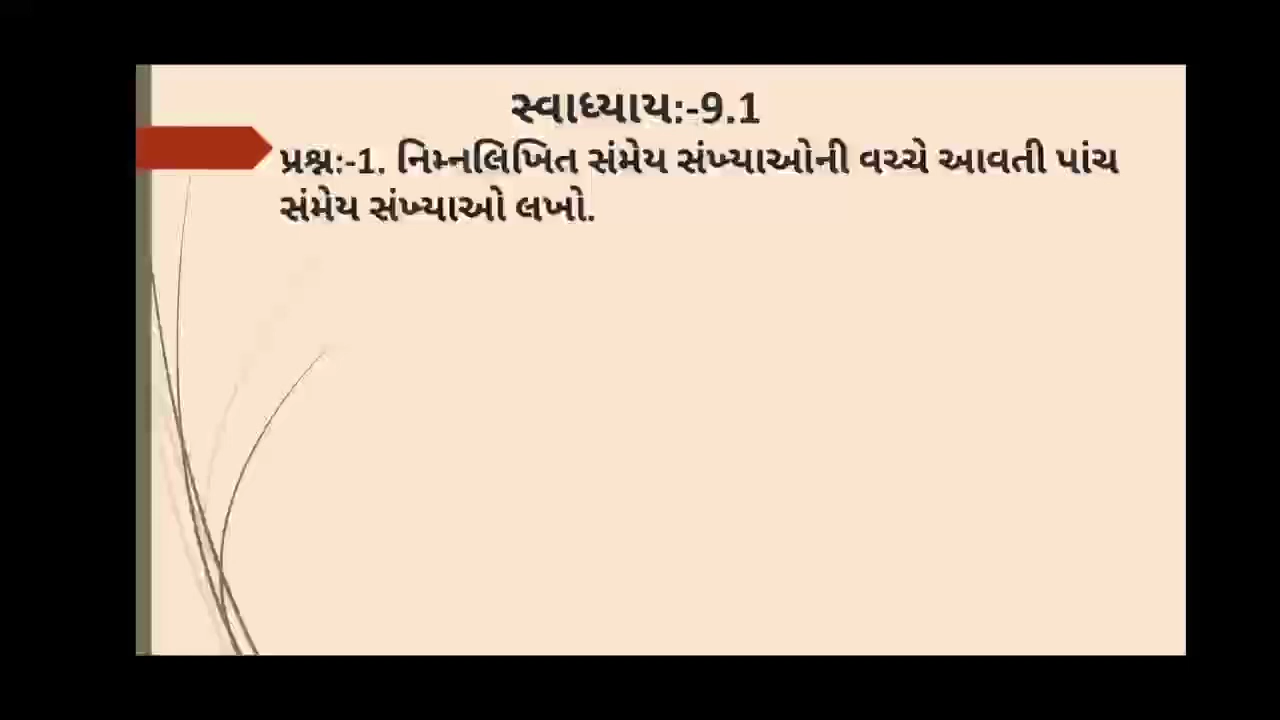 સ્વાધ્યાય:-9.1
પ્રશ્ન:-1. નિમ્નલિખિત સંમેય સંખ્યાઓની વચ્ચે આવતી પાંચ
સંમેય સંખ્યાઓ લખો.